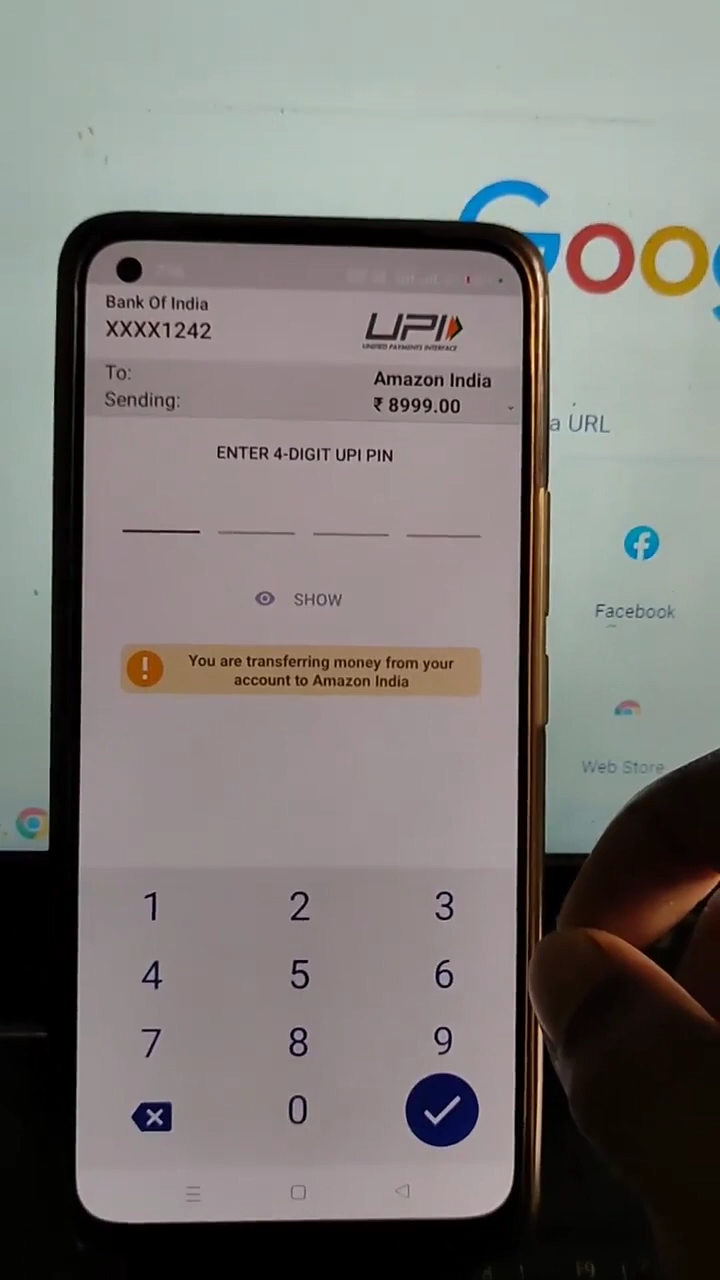 Bank Of India
XXXX1242
UPI
UNIFIED PAYMENTS INTERFACE
To: Amazon India
Sending: ₹ 8999.00
ENTER 4-DIGIT UPI PIN
SHOW
You are transferring money from your
account to Amazon India
1 2 3
4 5 6
7 8 9
0
Goo
a URL
Facebook
Web Store